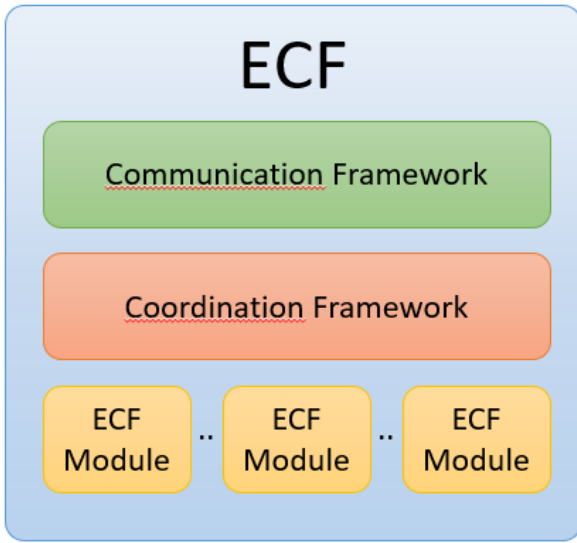 ECF
Communication Framework
Coordination Framework
ECF .. ECF .. ECF
Module Module Module